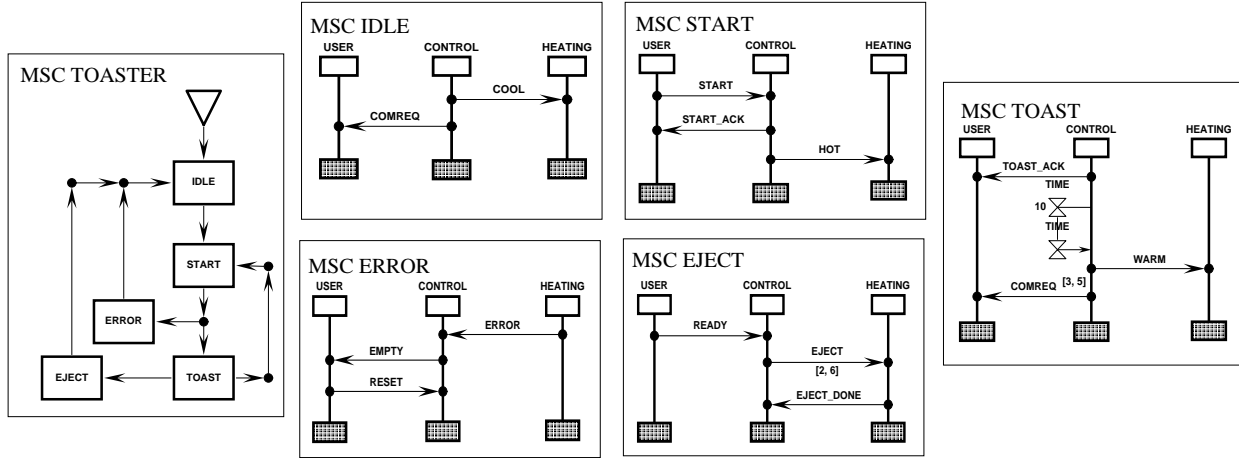 MSC TOASTER
IDLE
START
ERROR
EJECT
TOAST
MSC IDLE
USER CONTROL HEATING
COOL
COMREQ
MSC START
USER CONTROL HEATING
START
START_ACK
HOT
MSC ERROR
USER CONTROL HEATING
ERROR
EMPTY
RESET
MSC EJECT
USER CONTROL HEATING
READY
EJECT
[2, 6]
EJECT_DONE
MSC TOAST
USER CONTROL HEATING
TOAST_ACK
TIME
10
TIME
WARM
[3, 5]
COMREQ